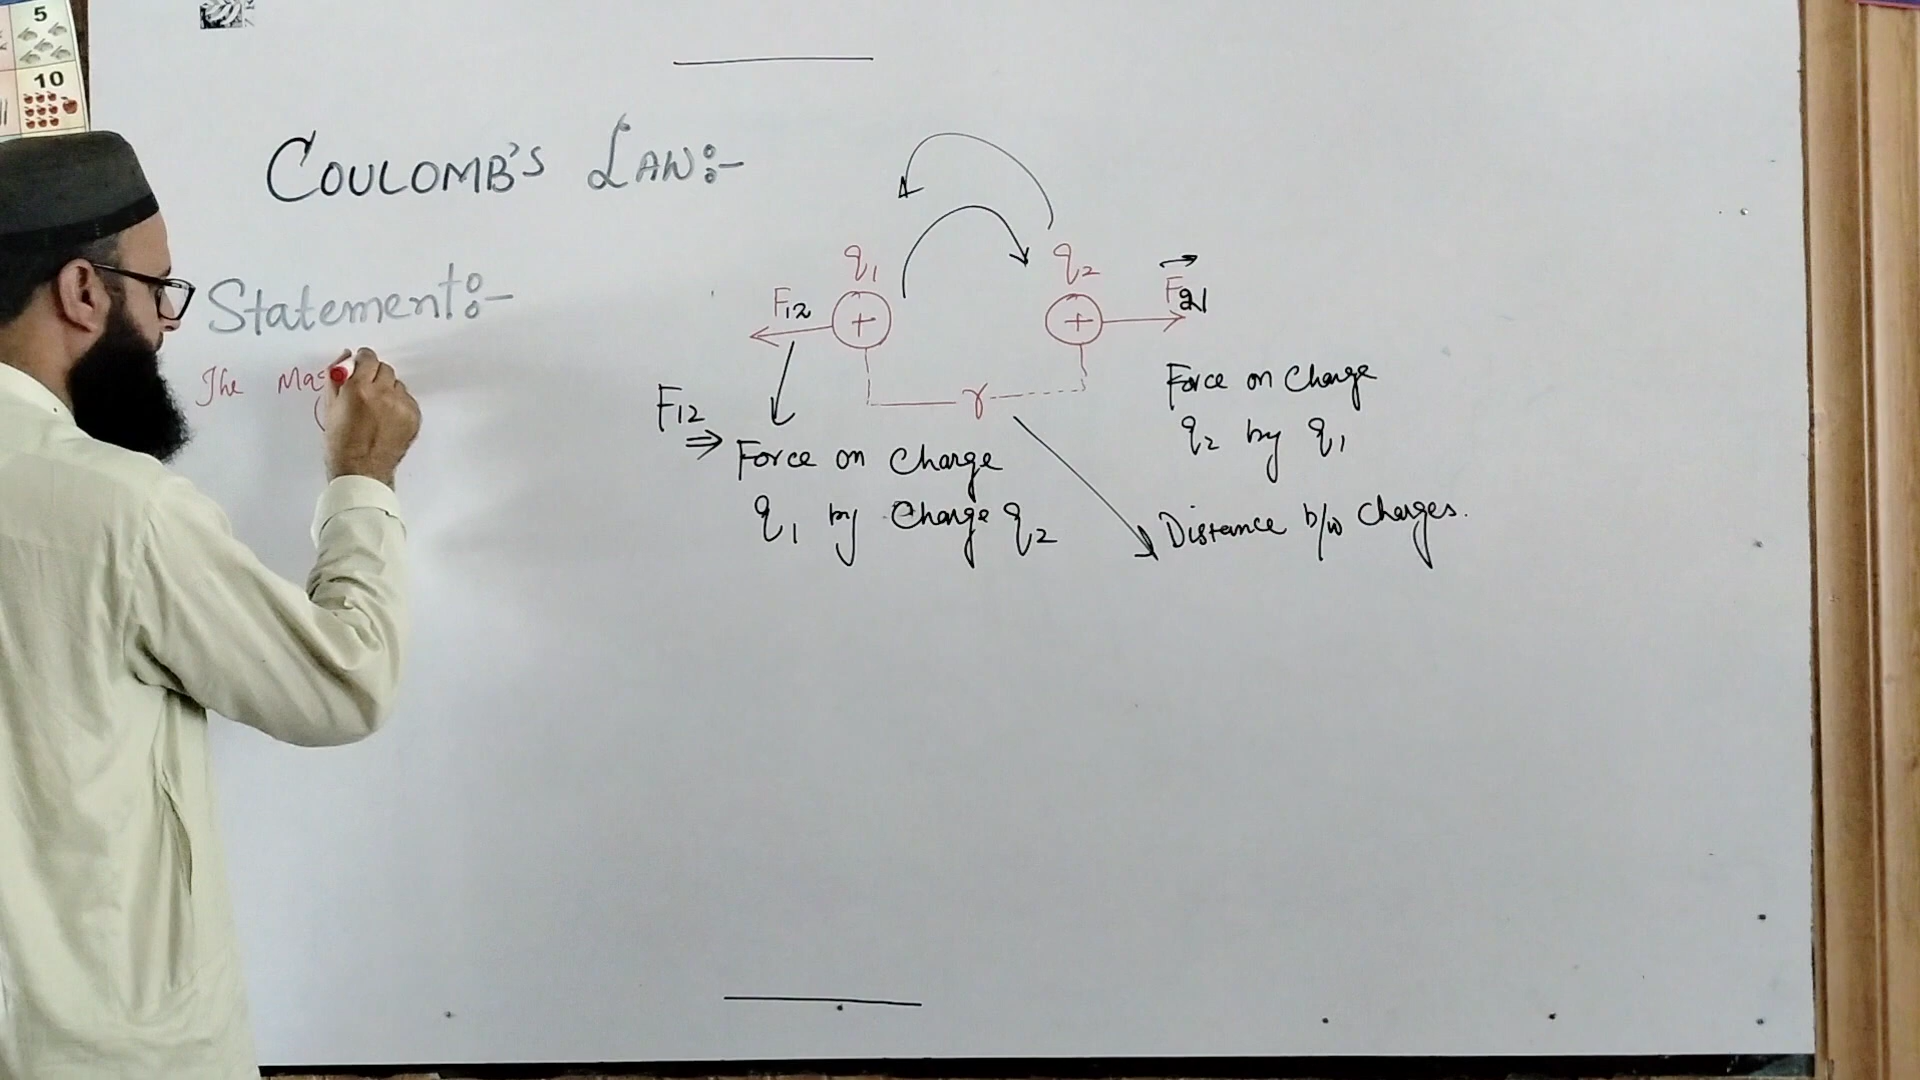 5
10
COULOMB'S LAW:-
Statement:-
The Mag
q1
q2
F12
F21
r
F12
⇒ Force on Charge
q1 by Charge q2
Force on Charge
q2 by q1
Distance b/w Charges.